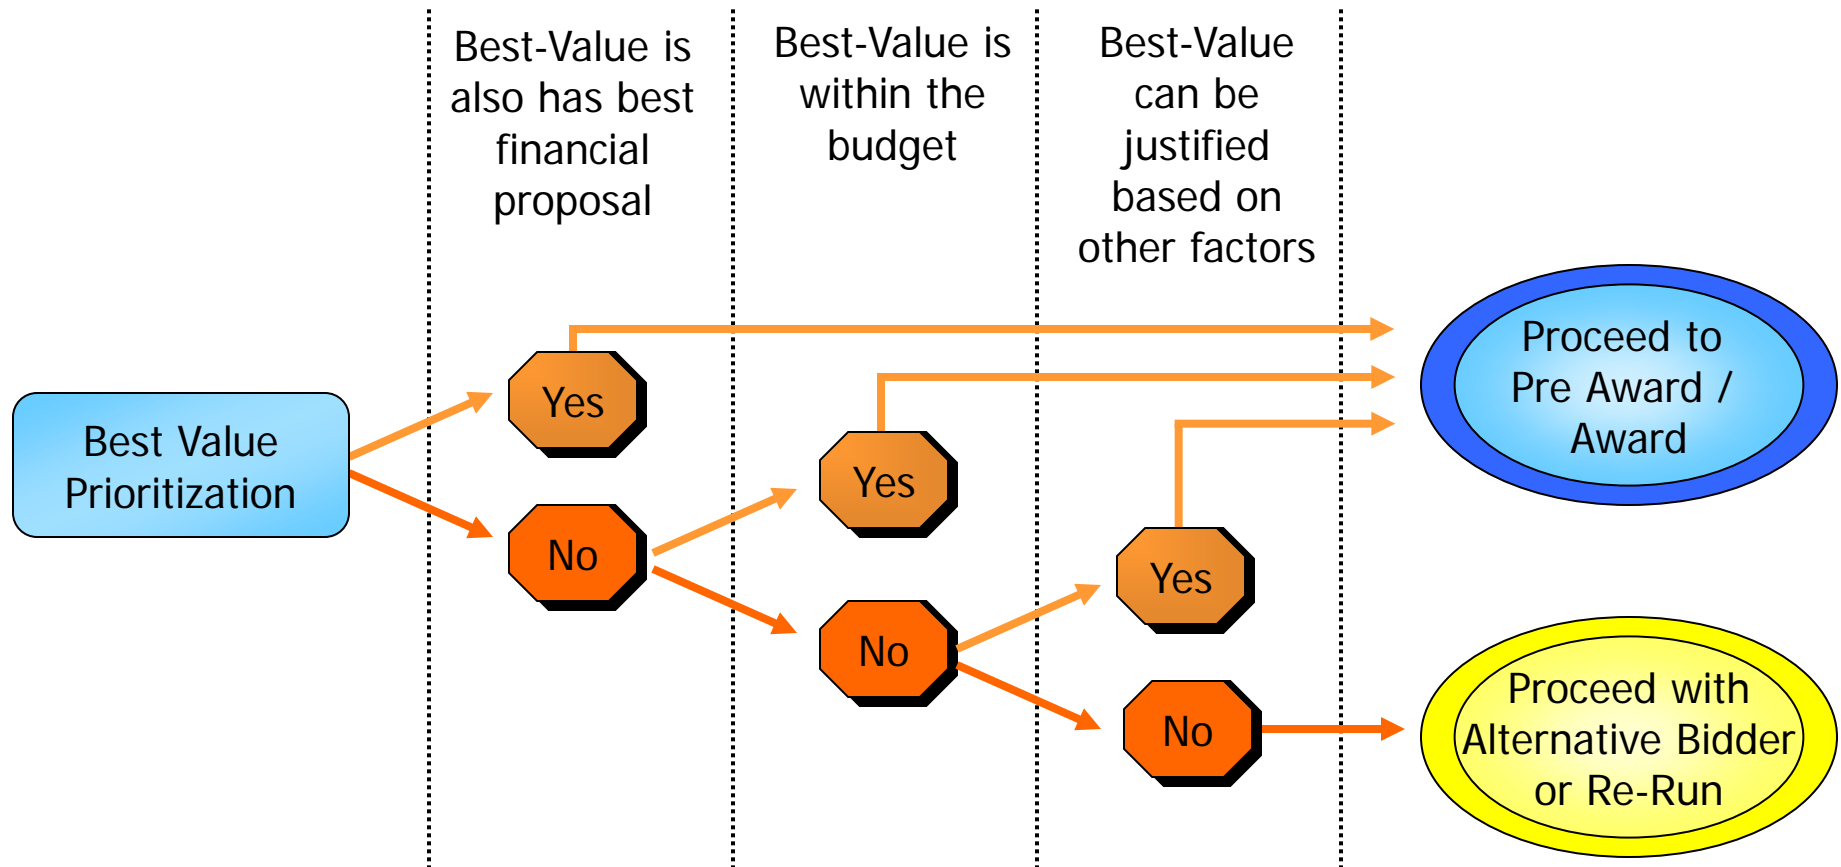 Best-Value is
also has best
financial
proposal
Best-Value is
within the
budget
Best-Value
can be
justified
based on
other factors
Best Value
Prioritization
Yes
No
Yes
No
Yes
No
Proceed to
Pre Award /
Award
Proceed with
Alternative Bidder
or Re-Run